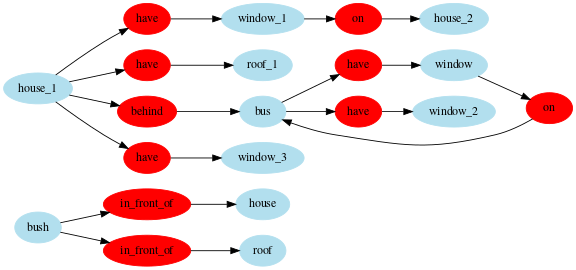 have window_1 on house_2
have roof_1 have window
house_1
behind bus have window_2 on
have window_3
in_front_of house
bush
in_front_of roof